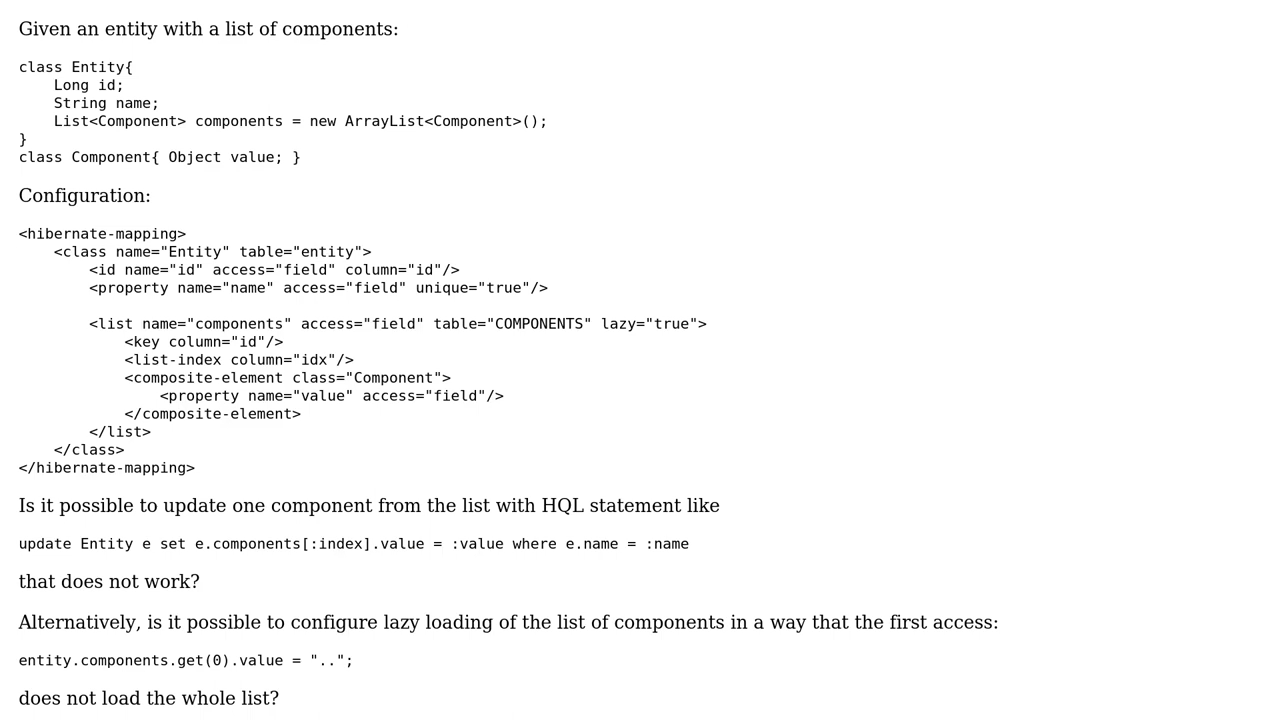 Given an entity with a list of components:
class Entity{
    Long id;
    String name;
    List<Component> components = new ArrayList<Component>();
}
class Component{ Object value; }
Configuration:
<hibernate-mapping>
    <class name="Entity" table="entity">
        <id name="id" access="field" column="id"/>
        <property name="name" access="field" unique="true"/>

        <list name="components" access="field" table="COMPONENTS" lazy="true">
            <key column="id"/>
            <list-index column="idx"/>
            <composite-element class="Component">
                <property name="value" access="field"/>
            </composite-element>
        </list>
    </class>
</hibernate-mapping>
Is it possible to update one component from the list with HQL statement like
update Entity e set e.components[:index].value = :value where e.name = :name
that does not work?
Alternatively, is it possible to configure lazy loading of the list of components in a way that the first access:
entity.components.get(0).value = "..";
does not load the whole list?